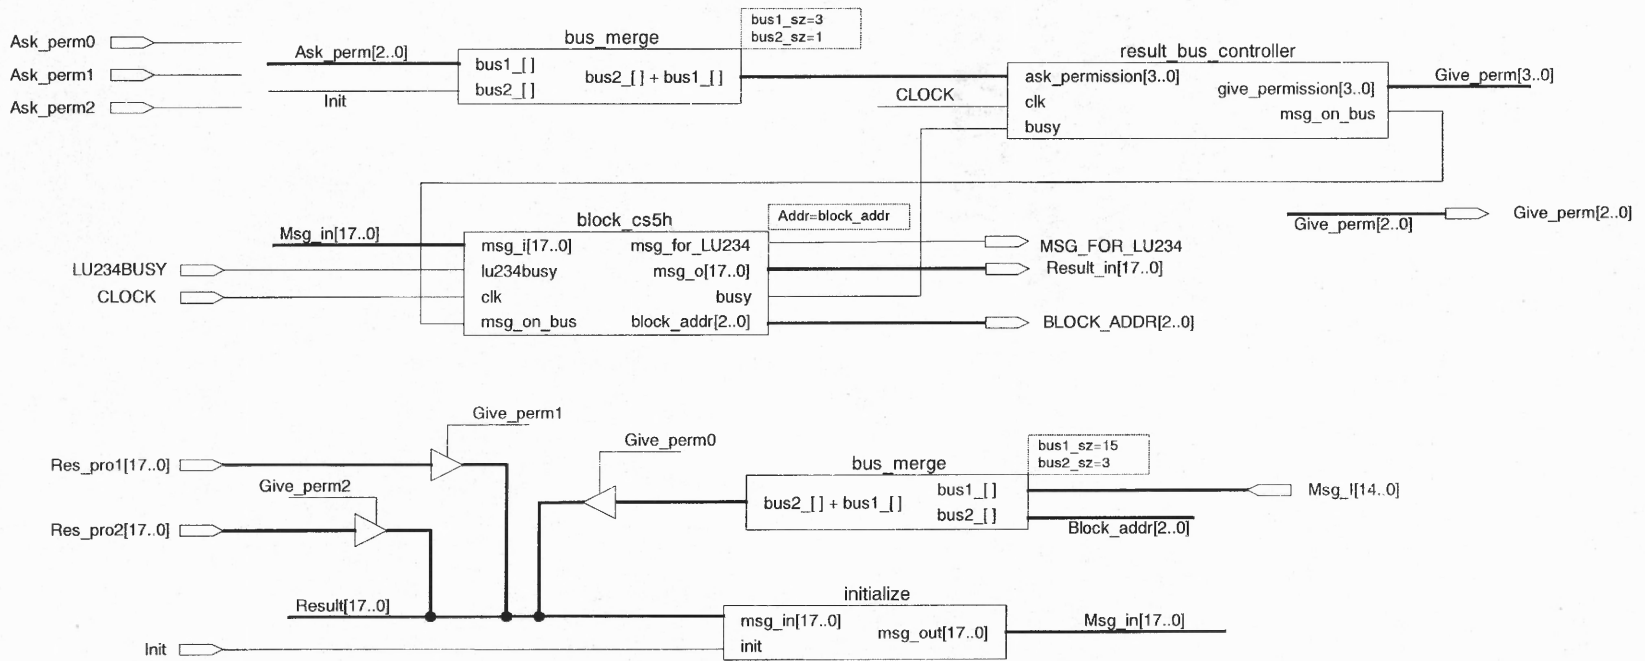 bus1_sz=3
bus2_sz=1
Ask_perm0
bus_merge
Ask_perm[2..0]
result_bus_controller
Ask_perm1
bus1_[ ]
bus2_[ ] + bus1_[ ]
ask_permission[3..0]
Give_perm[3..0]
bus2_[ ]
give_permission[3..0]
Init
CLOCK
clk
Ask_perm2
msg_on_bus
busy
block_cs5h
Addr=block_addr
Give_perm[2..0]
Give_perm[2..0]
Msg_in[17..0]
msg_i[17..0]
msg_for_LU234
MSG_FOR_LU234
LU234BUSY
lu234busy
msg_o[17..0]
Result_in[17..0]
CLOCK
clk
busy
msg_on_bus
block_addr[2..0]
BLOCK_ADDR[2..0]
Give_perm1
Give_perm0
bus1_sz=15
bus2_sz=3
Res_pro1[17..0]
bus_merge
Give_perm2
bus1_[ ]
Msg_I[14..0]
bus2_[ ] + bus1_[ ]
bus2_[ ]
Res_pro2[17..0]
Block_addr[2..0]
initialize
Result[17..0]
msg_in[17..0]
msg_out[17..0]
Msg_in[17..0]
Init
init